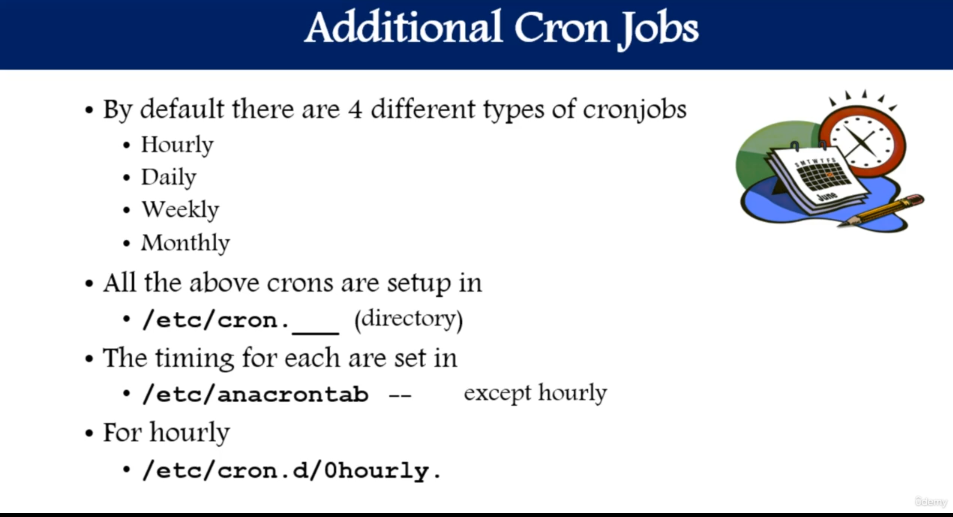 Additional Cron Jobs
• By default there are 4 different types of cronjobs
• Hourly
• Daily
• Weekly
• Monthly
• All the above crons are setup in
• /etc/cron.___ (directory)
• The timing for each are set in
• /etc/anacrontab -- except hourly
• For hourly
• /etc/cron.d/0hourly.
S M T W T F S
June
ûdemy